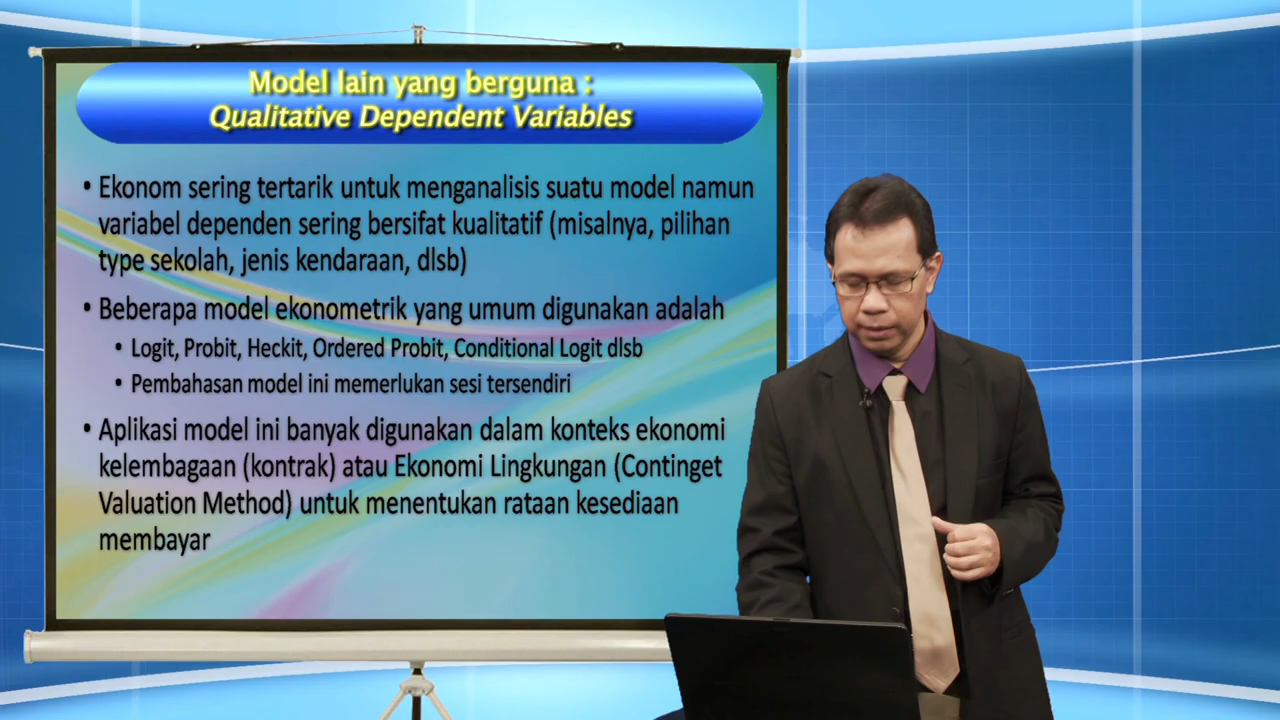 Model lain yang berguna :
Qualitative Dependent Variables
• Ekonom sering tertarik untuk menganalisis suatu model namun
variabel dependen sering bersifat kualitatif (misalnya, pilihan
type sekolah, jenis kendaraan, dlsb)
• Beberapa model ekonometrik yang umum digunakan adalah
• Logit, Probit, Heckit, Ordered Probit, Conditional Logit dlsb
• Pembahasan model ini memerlukan sesi tersendiri
• Aplikasi model ini banyak digunakan dalam konteks ekonomi
kelembagaan (kontrak) atau Ekonomi Lingkungan (Continget
Valuation Method) untuk menentukan rataan kesediaan
membayar